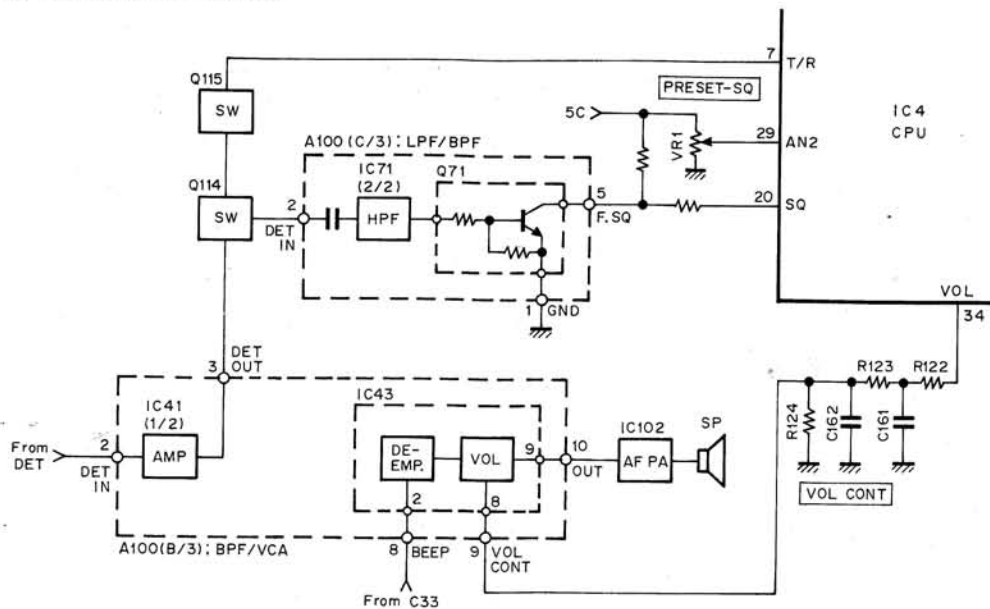 7
T/R
Q115
PRESET-SQ
SW
5C
IC4
CPU
A100(C/3): LPF/BPF
VR1
29
AN2
IC71
(2/2)
Q71
Q114
5
20
SQ
2
HPF
F.SQ
SW
DET
IN
VOL
1
GND
34
DET
OUT
3
R123
R122
IC41
(1/2)
IC43
R124
C162
C161
From
DET
2
AMP
DE-
EMP.
VOL
9
10
OUT
IC102
AF PA
SP
DET
IN
2
8
VOL CONT
A100(B/3): BPF/VCA
8
BEEP
9
VOL
CONT
From C33